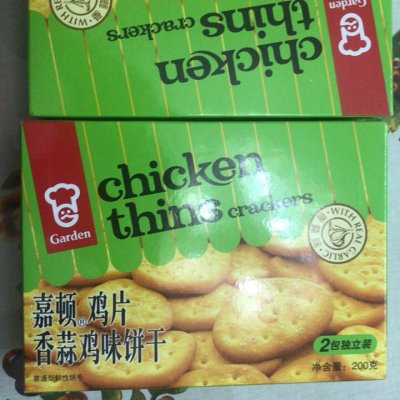 Garden
chicken
thins crackers
WITH REAL
Garden
chicken
thins crackers
WITH REAL GARLIC
嘉顿®鸡片
香蒜鸡味饼干
普通型韧性饼干
2包独立装
净含量：200克